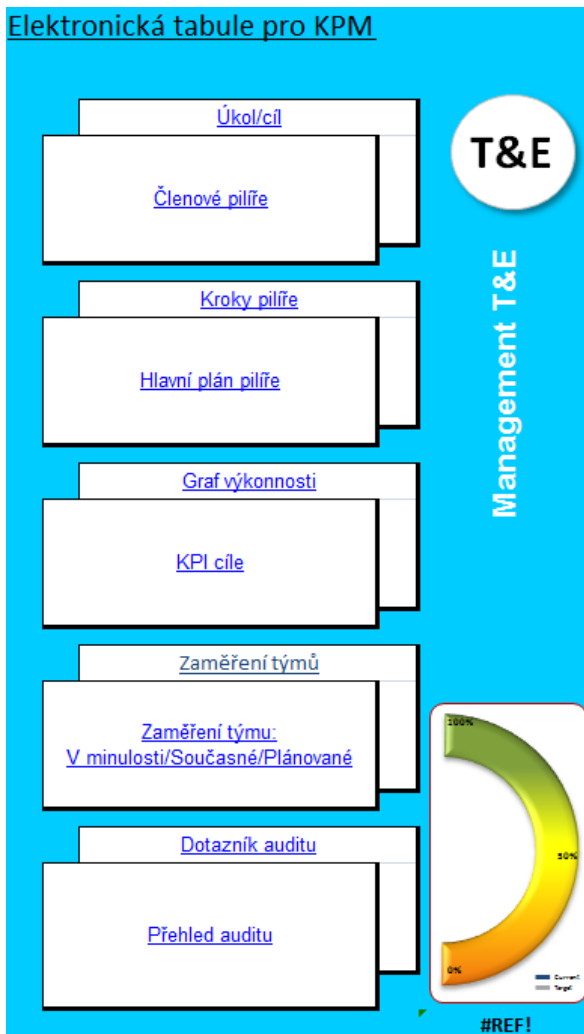 Elektronická tabule pro KPM
Úkol/cíl
Členové pilíře
T&E
Management T&E
Kroky pilíře
Hlavní plán pilíře
Graf výkonnosti
KPI cíle
Zaměření týmů
Zaměření týmu:
V minulosti/Současné/Plánované
100%
50%
0%
Current
Target
Dotazník auditu
Přehled auditu
#REF!